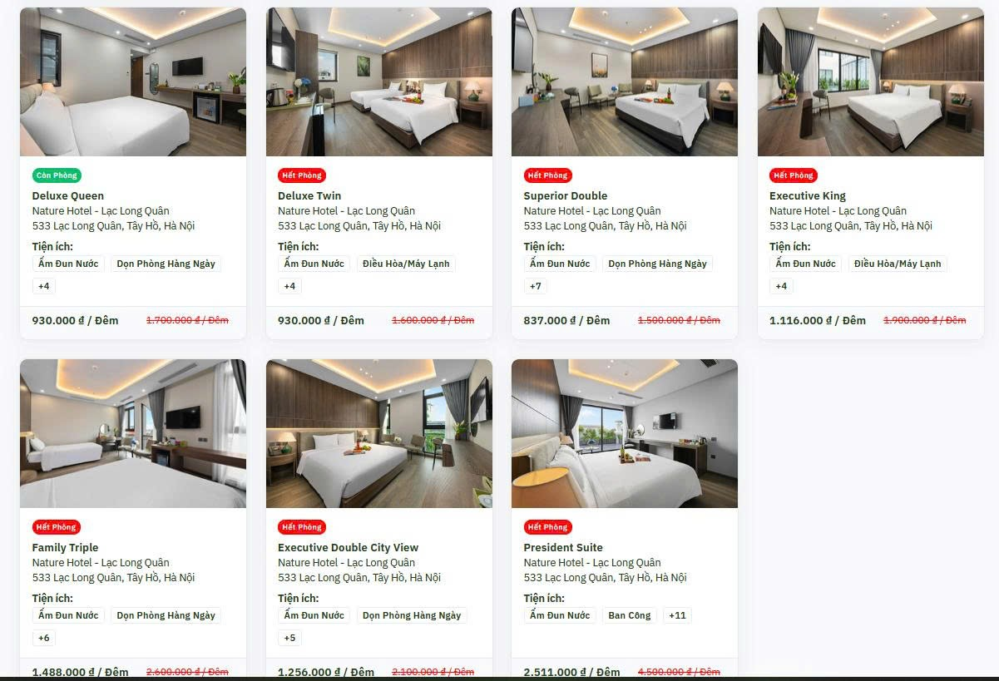 Còn Phòng
Deluxe Queen
Nature Hotel - Lạc Long Quân
533 Lạc Long Quân, Tây Hồ, Hà Nội
Tiện ích:
Ấm Đun Nước
Dọn Phòng Hàng Ngày
+4
930.000 ₫ / Đêm
1.700.000 ₫ / Đêm
Hết Phòng
Deluxe Twin
Nature Hotel - Lạc Long Quân
533 Lạc Long Quân, Tây Hồ, Hà Nội
Tiện ích:
Ấm Đun Nước
Điều Hòa/Máy Lạnh
+4
930.000 ₫ / Đêm
1.600.000 ₫ / Đêm
Hết Phòng
Superior Double
Nature Hotel - Lạc Long Quân
533 Lạc Long Quân, Tây Hồ, Hà Nội
Tiện ích:
Ấm Đun Nước
Dọn Phòng Hàng Ngày
+7
837.000 ₫ / Đêm
1.500.000 ₫ / Đêm
Hết Phòng
Executive King
Nature Hotel - Lạc Long Quân
533 Lạc Long Quân, Tây Hồ, Hà Nội
Tiện ích:
Ấm Đun Nước
Điều Hòa/Máy Lạnh
+4
1.116.000 ₫ / Đêm
1.900.000 ₫ / Đêm
Hết Phòng
Family Triple
Nature Hotel - Lạc Long Quân
533 Lạc Long Quân, Tây Hồ, Hà Nội
Tiện ích:
Ấm Đun Nước
Dọn Phòng Hàng Ngày
+6
1.488.000 ₫ / Đêm
2.600.000 ₫ / Đêm
Hết Phòng
Executive Double City View
Nature Hotel - Lạc Long Quân
533 Lạc Long Quân, Tây Hồ, Hà Nội
Tiện ích:
Ấm Đun Nước
Dọn Phòng Hàng Ngày
+5
1.256.000 ₫ / Đêm
2.100.000 ₫ / Đêm
Hết Phòng
President Suite
Nature Hotel - Lạc Long Quân
533 Lạc Long Quân, Tây Hồ, Hà Nội
Tiện ích:
Ấm Đun Nước
Ban Công
+11
2.511.000 ₫ / Đêm
4.500.000 ₫ / Đêm